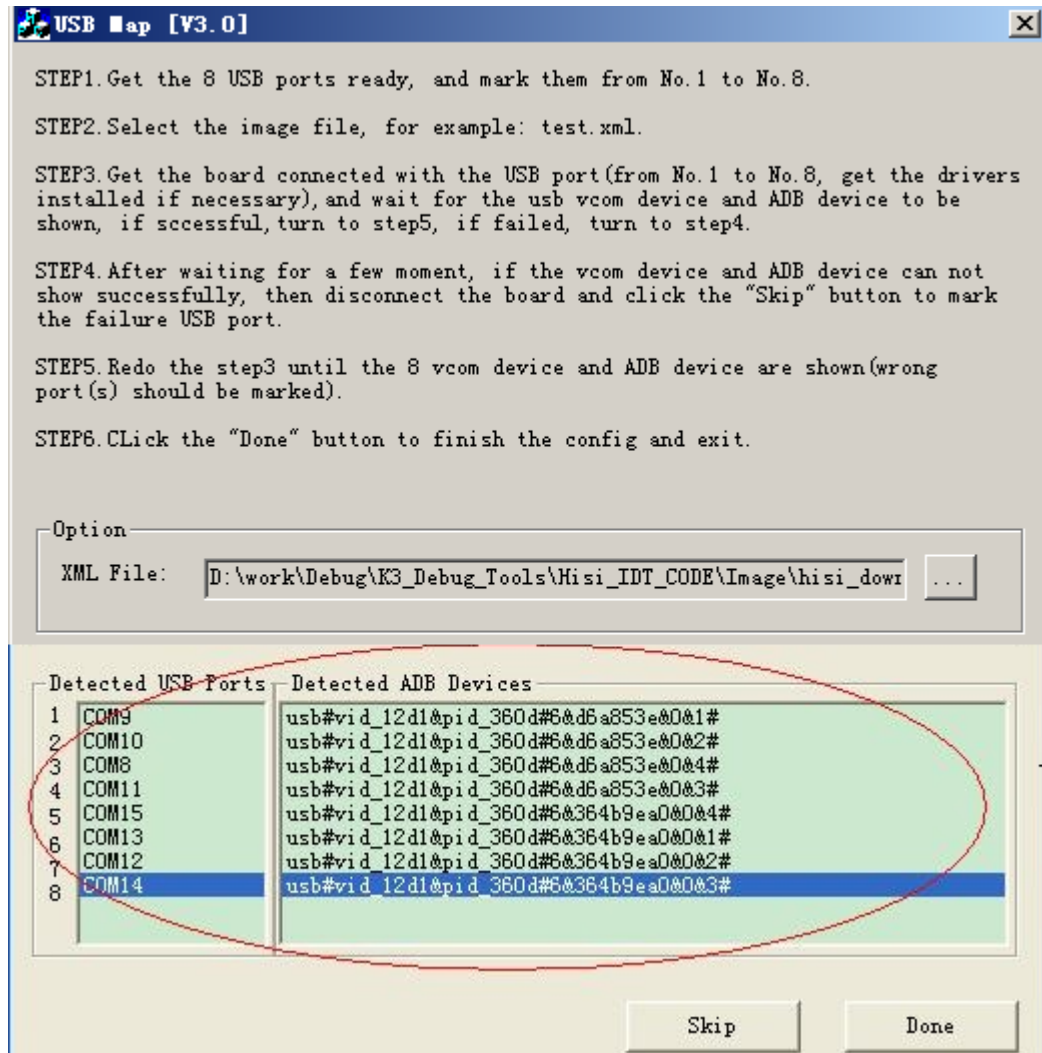 USB Map [V3.0]
STEP1.Get the 8 USB ports ready, and mark them from No.1 to No.8.
STEP2.Select the image file, for example: test.xml.
STEP3.Get the board connected with the USB port(from No.1 to No.8, get the drivers
installed if necessary),and wait for the usb vcom device and ADB device to be
shown, if sccessful,turn to step5, if failed, turn to step4.
STEP4.After waiting for a few moment, if the vcom device and ADB device can not
show successfully, then disconnect the board and click the "Skip" button to mark
the failure USB port.
STEP5.Redo the step3 until the 8 vcom device and ADB device are shown(wrong
port(s) should be marked).
STEP6.CLick the "Done" button to finish the config and exit.
Option
XML File: D:\work\Debug\K3_Debug_Tools\Hisi_IDT_CODE\Image\hisi_down ...
Detected USB Ports Detected ADB Devices
1 COM9 usb#vid_12d1&pid_360d#6&d6a853e&0&1#
2 COM10 usb#vid_12d1&pid_360d#6&d6a853e&0&2#
3 COM8 usb#vid_12d1&pid_360d#6&d6a853e&0&4#
4 COM11 usb#vid_12d1&pid_360d#6&d6a853e&0&3#
5 COM15 usb#vid_12d1&pid_360d#6&364b9ea0&0&4#
6 COM13 usb#vid_12d1&pid_360d#6&364b9ea0&0&1#
7 COM12 usb#vid_12d1&pid_360d#6&364b9ea0&0&2#
8 COM14 usb#vid_12d1&pid_360d#6&364b9ea0&0&3#
Skip Done